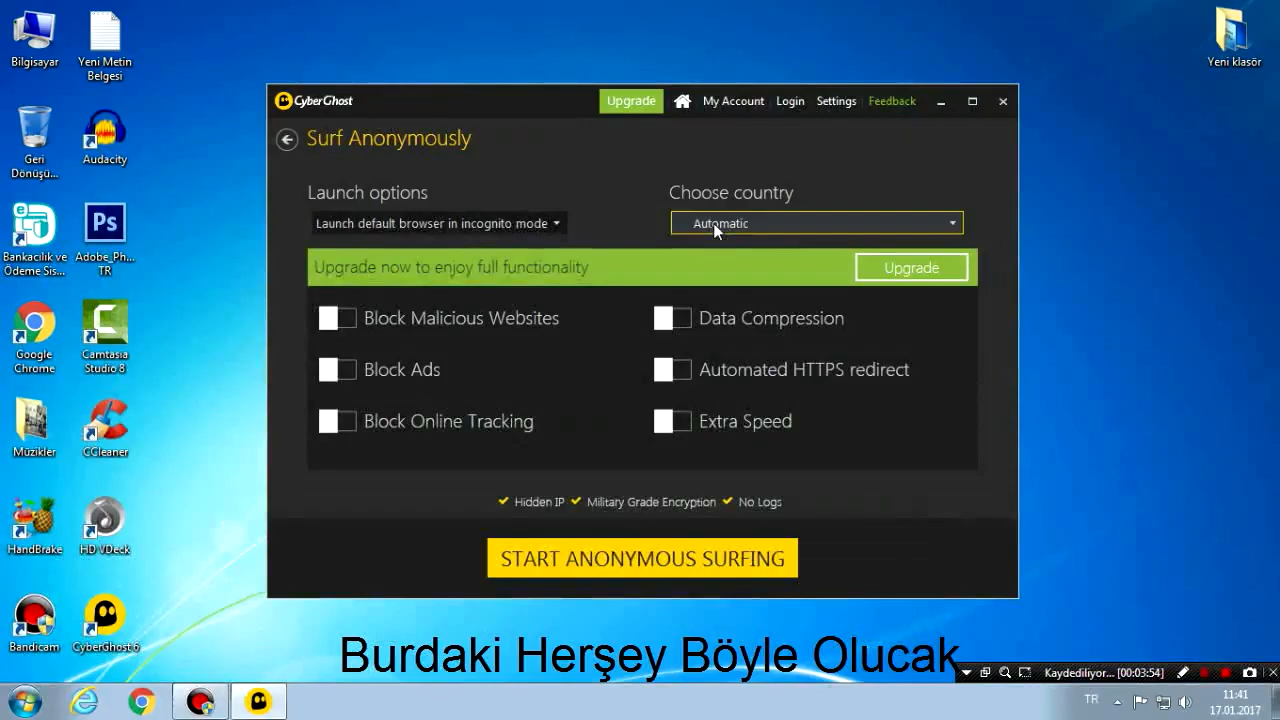 Bilgisayar
Yeni Metin
Belgesi
Yeni klasör
Geri
Dönüşü...
Audacity
Bankacılık ve
Ödeme Sis...
Ps
Adobe_Ph...
TR
Google
Chrome
Camtasia
Studio 8
Müzikler
CCleaner
HandBrake
HD VDeck
Bandicam
CyberGhost 6
CyberGhost
Upgrade
My Account
Login
Settings
Feedback
Surf Anonymously
Launch options
Choose country
Launch default browser in incognito mode
Automatic
Upgrade now to enjoy full functionality
Upgrade
Block Malicious Websites
Data Compression
Block Ads
Automated HTTPS redirect
Block Online Tracking
Extra Speed
Hidden IP
Military Grade Encryption
No Logs
START ANONYMOUS SURFING
Burdaki Herşey Böyle Olucak
Kaydediliyor... [00:03:54]
TR
11:41
17.01.2017